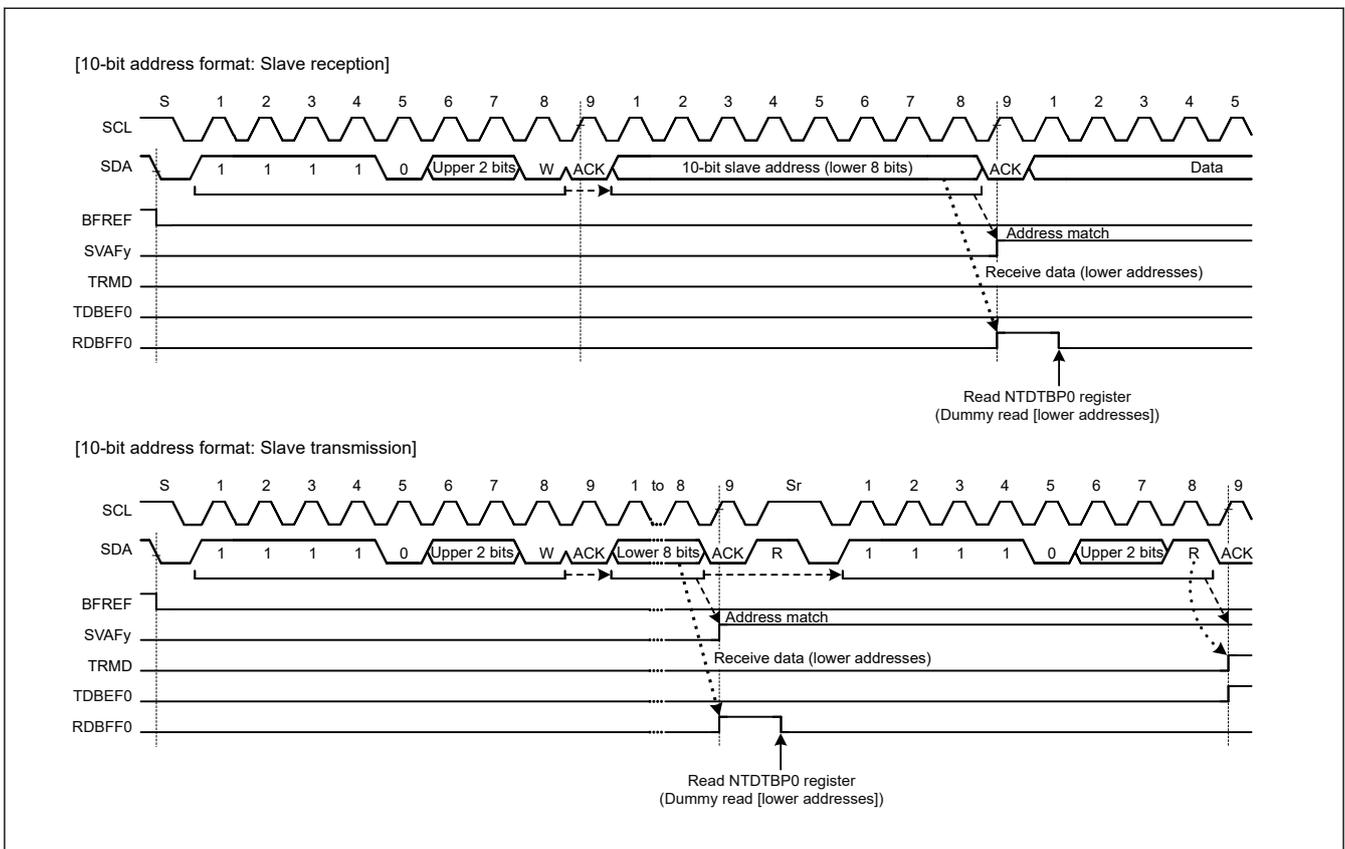 [10-bit address format: Slave reception]
S 1 2 3 4 5 6 7 8 9 1 2 3 4 5 6 7 8 9 1 2 3 4 5
SCL
SDA 1 1 1 1 0 Upper 2 bits W ACK 10-bit slave address (lower 8 bits) ACK Data
BFREF
Address match
SVAFy
Receive data (lower addresses)
TRMD
TDBEF0
RDBFF0
Read NTDTBP0 register
(Dummy read [lower addresses])
[10-bit address format: Slave transmission]
S 1 2 3 4 5 6 7 8 9 1 to 8 9 Sr 1 2 3 4 5 6 7 8 9
SCL
SDA 1 1 1 1 0 Upper 2 bits W ACK Lower 8 bits ACK R 1 1 1 1 0 Upper 2 bits R ACK
BFREF
Address match
SVAFy
Receive data (lower addresses)
TRMD
TDBEF0
RDBFF0
Read NTDTBP0 register
(Dummy read [lower addresses])